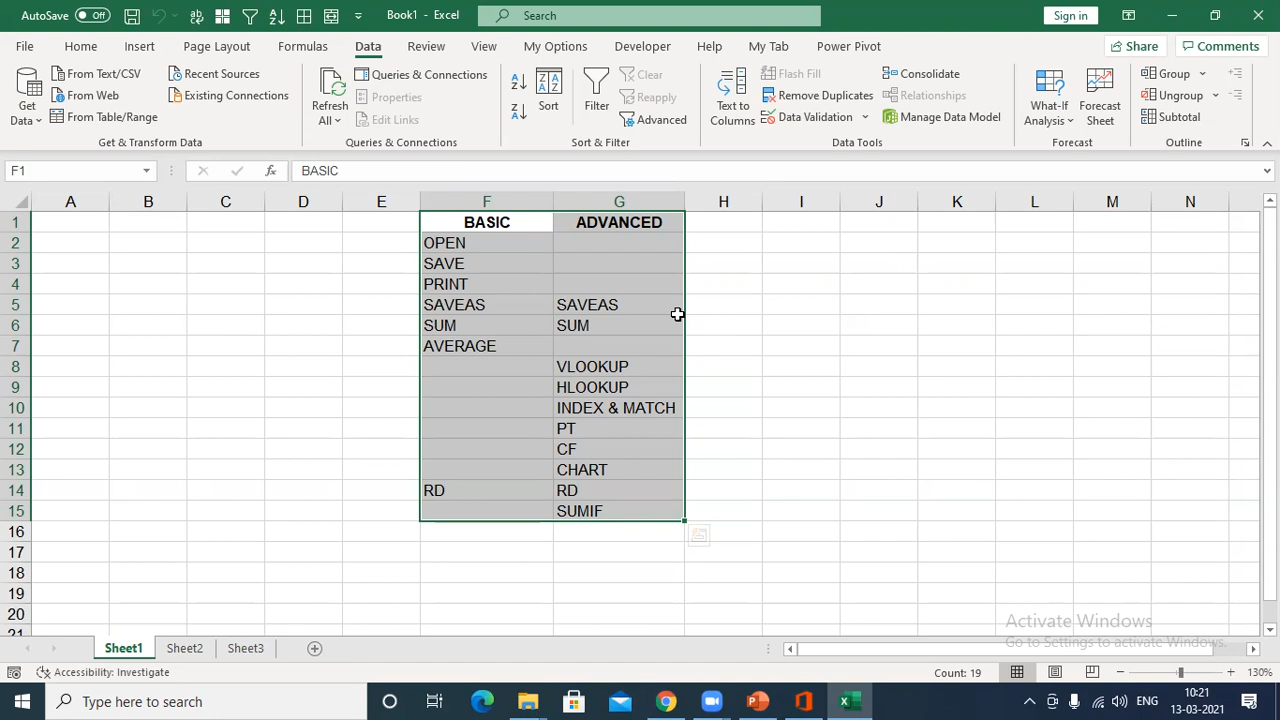 AutoSave Off Book1 - Excel Search Sign in
File Home Insert Page Layout Formulas Data Review View My Options Developer Help My Tab Power Pivot Share Comments
Get Data
From Text/CSV
From Web
From Table/Range
Recent Sources
Existing Connections
Get & Transform Data
Refresh All
Queries & Connections
Properties
Edit Links
Queries & Connections
Sort
Filter
Clear
Reapply
Advanced
Sort & Filter
Text to Columns
Flash Fill
Remove Duplicates
Data Validation
Consolidate
Relationships
Manage Data Model
Data Tools
What-If Analysis
Forecast Sheet
Forecast
Group
Ungroup
Subtotal
Outline
F1 fx BASIC
A B C D E F G H I J K L M N
1 BASIC ADVANCED
2 OPEN
3 SAVE
4 PRINT
5 SAVEAS SAVEAS
6 SUM SUM
7 AVERAGE
8 VLOOKUP
9 HLOOKUP
10 INDEX & MATCH
11 PT
12 CF
13 CHART
14 RD RD
15 SUMIF
16
17
18
19
20
21
Activate Windows
Go to Settings to activate Windows.
Sheet1 Sheet2 Sheet3
Accessibility: Investigate Count: 19 130%
Type here to search ENG 10:21
13-03-2021